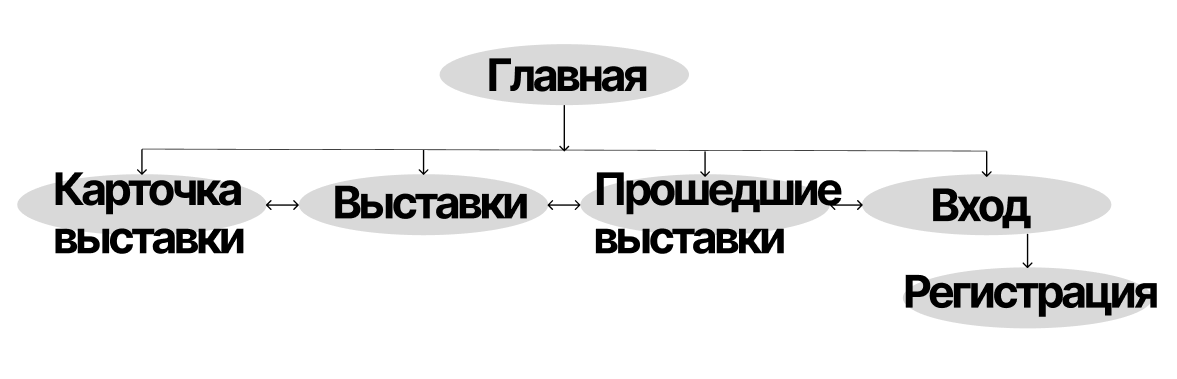 Главная
Карточка
выставки
Выставки
Прошедшие
выставки
Вход
Регистрация